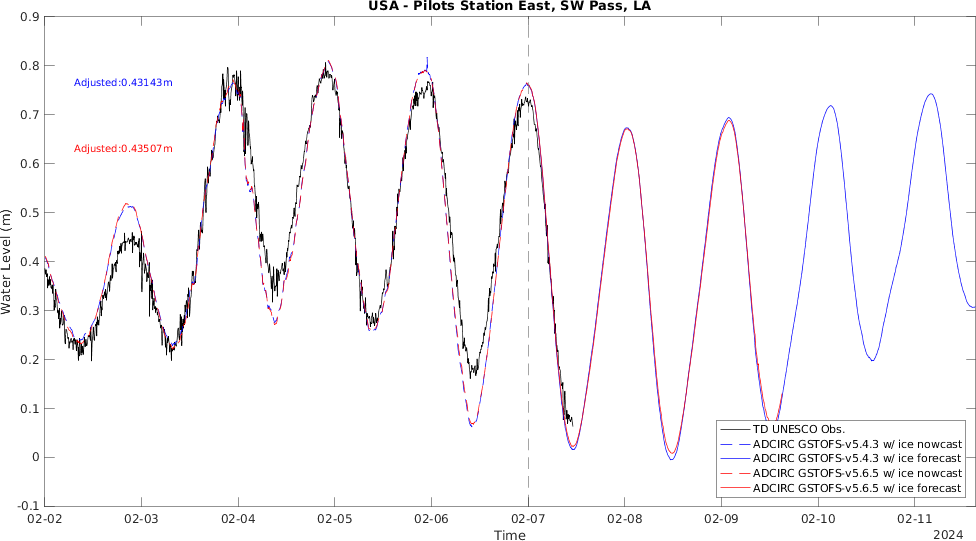 USA - Pilots Station East, SW Pass, LA
0.9
0.8
0.7
0.6
0.5
0.4
0.3
0.2
0.1
0
-0.1
Water Level (m)
Adjusted:0.43143m
Adjusted:0.43507m
TD UNESCO Obs.
ADCIRC GSTOFS-v5.4.3 w/ ice nowcast
ADCIRC GSTOFS-v5.4.3 w/ ice forecast
ADCIRC GSTOFS-v5.6.5 w/ ice nowcast
ADCIRC GSTOFS-v5.6.5 w/ ice forecast
02-02 02-03 02-04 02-05 02-06 02-07 02-08 02-09 02-10 02-11
Time
2024